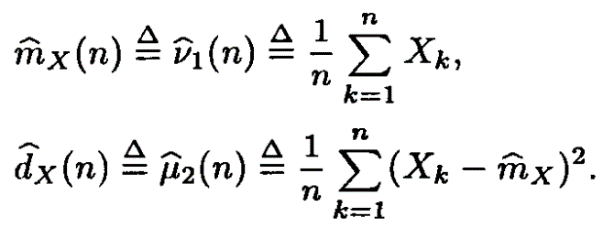 $\widehat{m}_X(n) \triangleq \widehat{\nu}_1(n) \triangleq \frac{1}{n} \sum_{k=1}^{n} X_k,$
$\widehat{d}_X(n) \triangleq \widehat{\mu}_2(n) \triangleq \frac{1}{n} \sum_{k=1}^{n} (X_k - \widehat{m}_X)^2.$